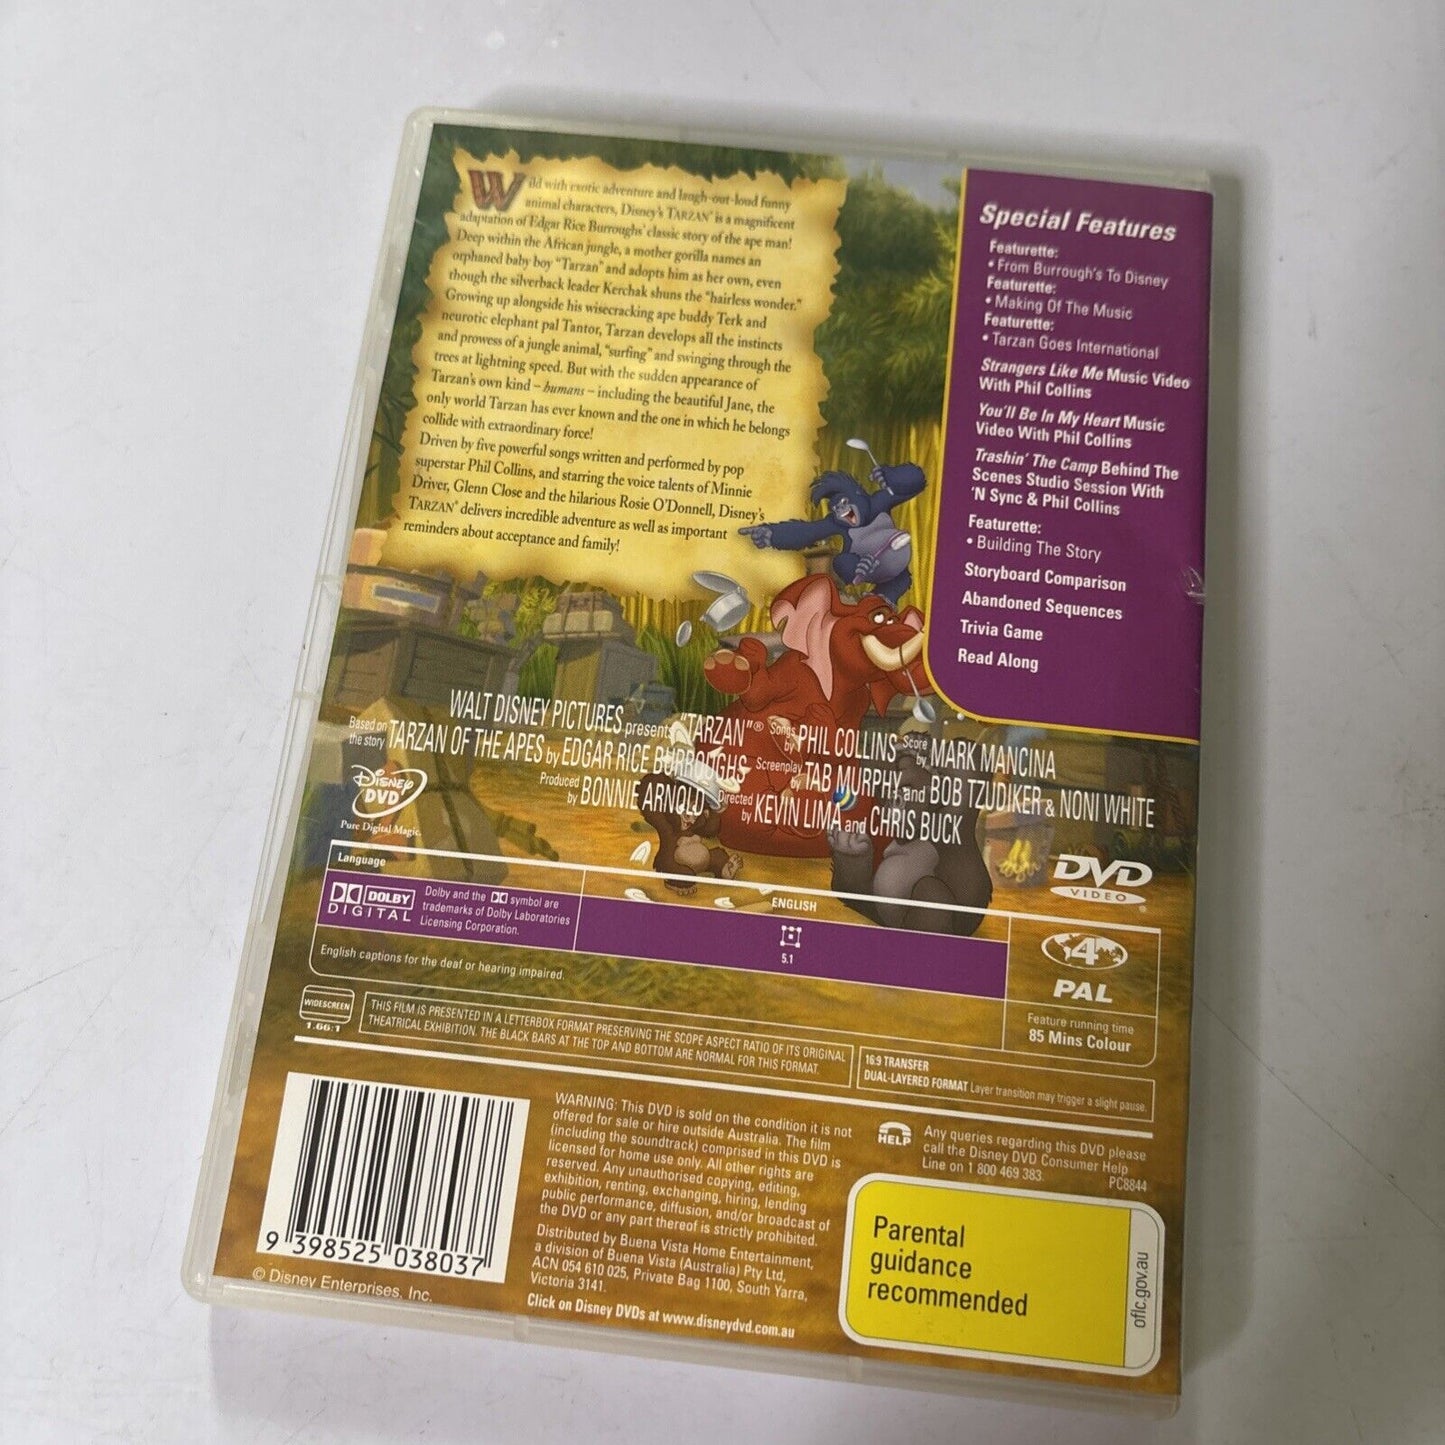 Wild with exotic adventure and laugh-out-loud funny
animal characters, Disney's TARZAN® is a magnificent
adaptation of Edgar Rice Burroughs' classic story of the ape man!
Deep within the African jungle, a mother gorilla names an
orphaned baby boy "Tarzan" and adopts him as her own, even
though the silverback leader Kerchak shuns the "hairless wonder."
Growing up alongside his wisecracking ape buddy Terk and
neurotic elephant pal Tantor, Tarzan develops all the instincts
and prowess of a jungle animal, "surfing" and swinging through the
trees at lightning speed. But with the sudden appearance of
Tarzan's own kind – humans – including the beautiful Jane, the
only world Tarzan has ever known and the one in which he belongs
collide with extraordinary force!
Driven by five powerful songs written and performed by pop
superstar Phil Collins, and starring the voice talents of Minnie
Driver, Glenn Close and the hilarious Rosie O'Donnell, Disney's
TARZAN® delivers incredible adventure as well as important
reminders about acceptance and family!
Special Features
Featurette:
• From Burrough's To Disney
Featurette:
• Making Of The Music
Featurette:
• Tarzan Goes International
Strangers Like Me Music Video
With Phil Collins
You'll Be In My Heart Music
Video With Phil Collins
Trashin' The Camp Behind The
Scenes Studio Session With
'N Sync & Phil Collins
Featurette:
• Building The Story
Storyboard Comparison
Abandoned Sequences
Trivia Game
Read Along
WALT DISNEY PICTURES presents "TARZAN"® Songs by PHIL COLLINS Score by MARK MANCINA
Based on the story TARZAN OF THE APES by EDGAR RICE BURROUGHS Screenplay by TAB MURPHY and BOB TZUDIKER & NONI WHITE
Produced by BONNIE ARNOLD Directed by KEVIN LIMA and CHRIS BUCK
DISNEY
DVD
Pure Digital Magic.
DVD
VIDEO
Language
ENGLISH
DOLBY
DIGITAL
Dolby and the DD symbol are
trademarks of Dolby Laboratories
Licensing Corporation.
5.1
English captions for the deaf or hearing impaired.
4
PAL
Feature running time
85 Mins Colour
WIDESCREEN
1.66:1
THIS FILM IS PRESENTED IN A LETTERBOX FORMAT PRESERVING THE SCOPE ASPECT RATIO OF ITS ORIGINAL
THEATRICAL EXHIBITION. THE BLACK BARS AT THE TOP AND BOTTOM ARE NORMAL FOR THIS FORMAT.
16:9 TRANSFER
DUAL-LAYERED FORMAT Layer transition may trigger a slight pause.
9 398525 038037
© Disney Enterprises, Inc.
WARNING: This DVD is sold on the condition it is not
offered for sale or hire outside Australia. The film
(including the soundtrack) comprised in this DVD is
licensed for home use only. All other rights are
reserved. Any unauthorised copying, editing,
exhibition, renting, exchanging, hiring, lending
public performance, diffusion, and/or broadcast of
the DVD or any part thereof is strictly prohibited.
Distributed by Buena Vista Home Entertainment,
a division of Buena Vista (Australia) Pty Ltd,
ACN 054 610 025, Private Bag 1100, South Yarra,
Victoria 3141.
Click on Disney DVDs at www.disneydvd.com.au
HELP
Any queries regarding this DVD please
call the Disney DVD Consumer Help
Line on 1 800 469 383.
PC8844
Parental
guidance
recommended
oflc.gov.au